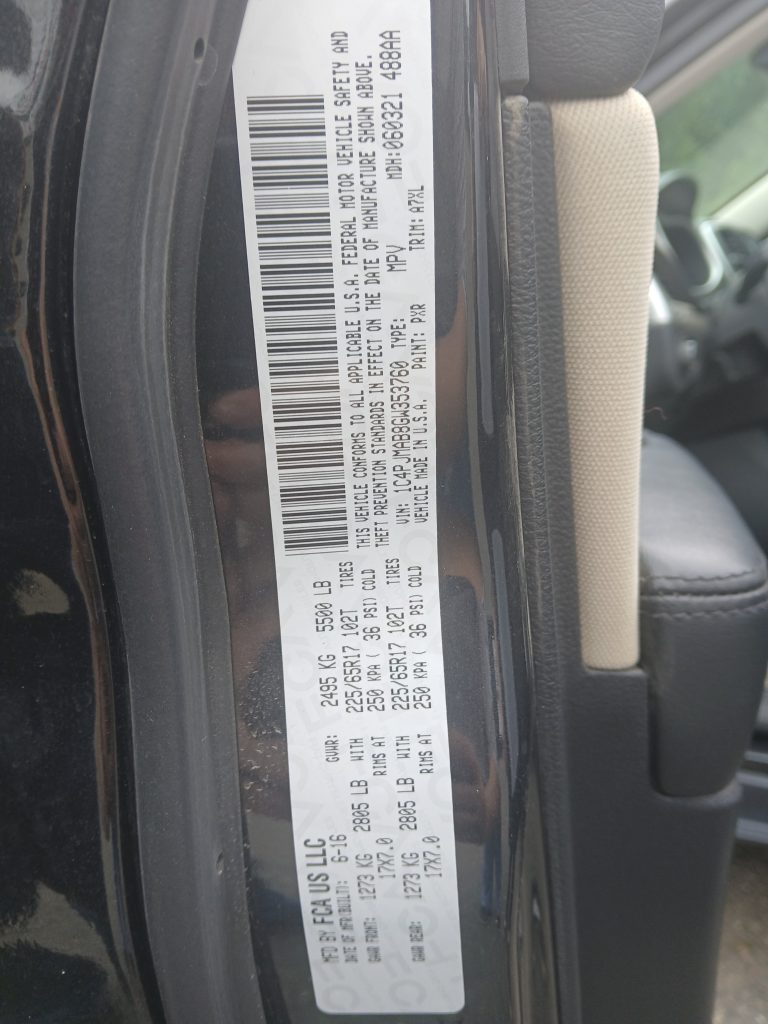 MFD BY FCA US LLC
DATE OF MFR(BUILT): 6-16 GVWR: 2495 KG 5500 LB
GAWR FRONT: 1273 KG 2805 LB WITH 225/65R17 102T TIRES
17X7.0 RIMS AT 250 KPA ( 36 PSI) COLD
GAWR REAR: 1273 KG 2805 LB WITH 225/65R17 102T TIRES
17X7.0 RIMS AT 250 KPA ( 36 PSI) COLD
THIS VEHICLE CONFORMS TO ALL APPLICABLE U.S.A. FEDERAL MOTOR VEHICLE SAFETY AND
THEFT PREVENTION STANDARDS IN EFFECT ON THE DATE OF MANUFACTURE SHOWN ABOVE.
VIN: 1C4PJMAB8GW353760 TYPE: MPV MDH:060321 488AA
VEHICLE MADE IN U.S.A. PAINT: PXR TRIM: A7XL